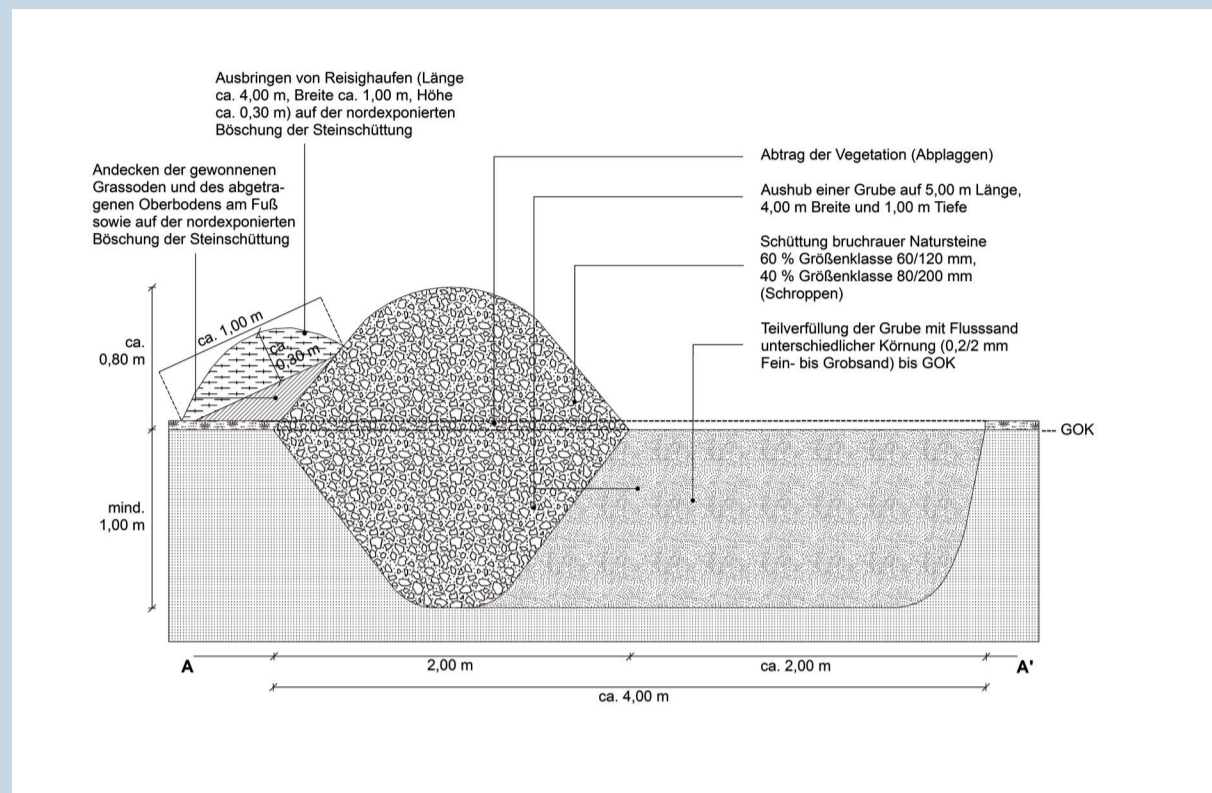 Ausbringen von Reisighaufen (Länge
ca. 4,00 m, Breite ca. 1,00 m, Höhe
ca. 0,30 m) auf der nordexponierten
Böschung der Steinschüttung
Andecken der gewonnenen
Grassoden und des abgetra-
genen Oberbodens am Fuß
sowie auf der nordexponierten
Böschung der Steinschüttung
Abtrag der Vegetation (Abplaggen)
Aushub einer Grube auf 5,00 m Länge,
4,00 m Breite und 1,00 m Tiefe
Schüttung bruchrauer Natursteine
60 % Größenklasse 60/120 mm,
40 % Größenklasse 80/200 mm
(Schroppen)
Teilverfüllung der Grube mit Flusssand
unterschiedlicher Körnung (0,2/2 mm
Fein- bis Grobsand) bis GOK
ca. 1,00 m
ca.
0,30 m
ca.
0,80 m
GOK
mind.
1,00 m
A
2,00 m
ca. 2,00 m
A'
ca. 4,00 m